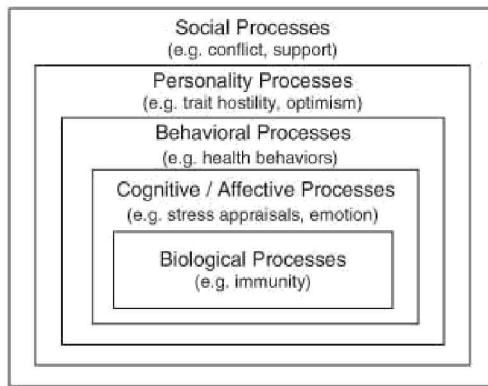 Social Processes
(e.g. conflict, support)
Personality Processes
(e.g. trait hostility, optimism)
Behavioral Processes
(e.g. health behaviors)
Cognitive / Affective Processes
(e.g. stress appraisals, emotion)
Biological Processes
(e.g. immunity)